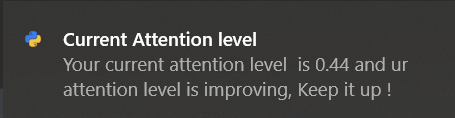 Current Attention level
Your current attention level  is 0.44 and ur
attention level is improving, Keep it up !